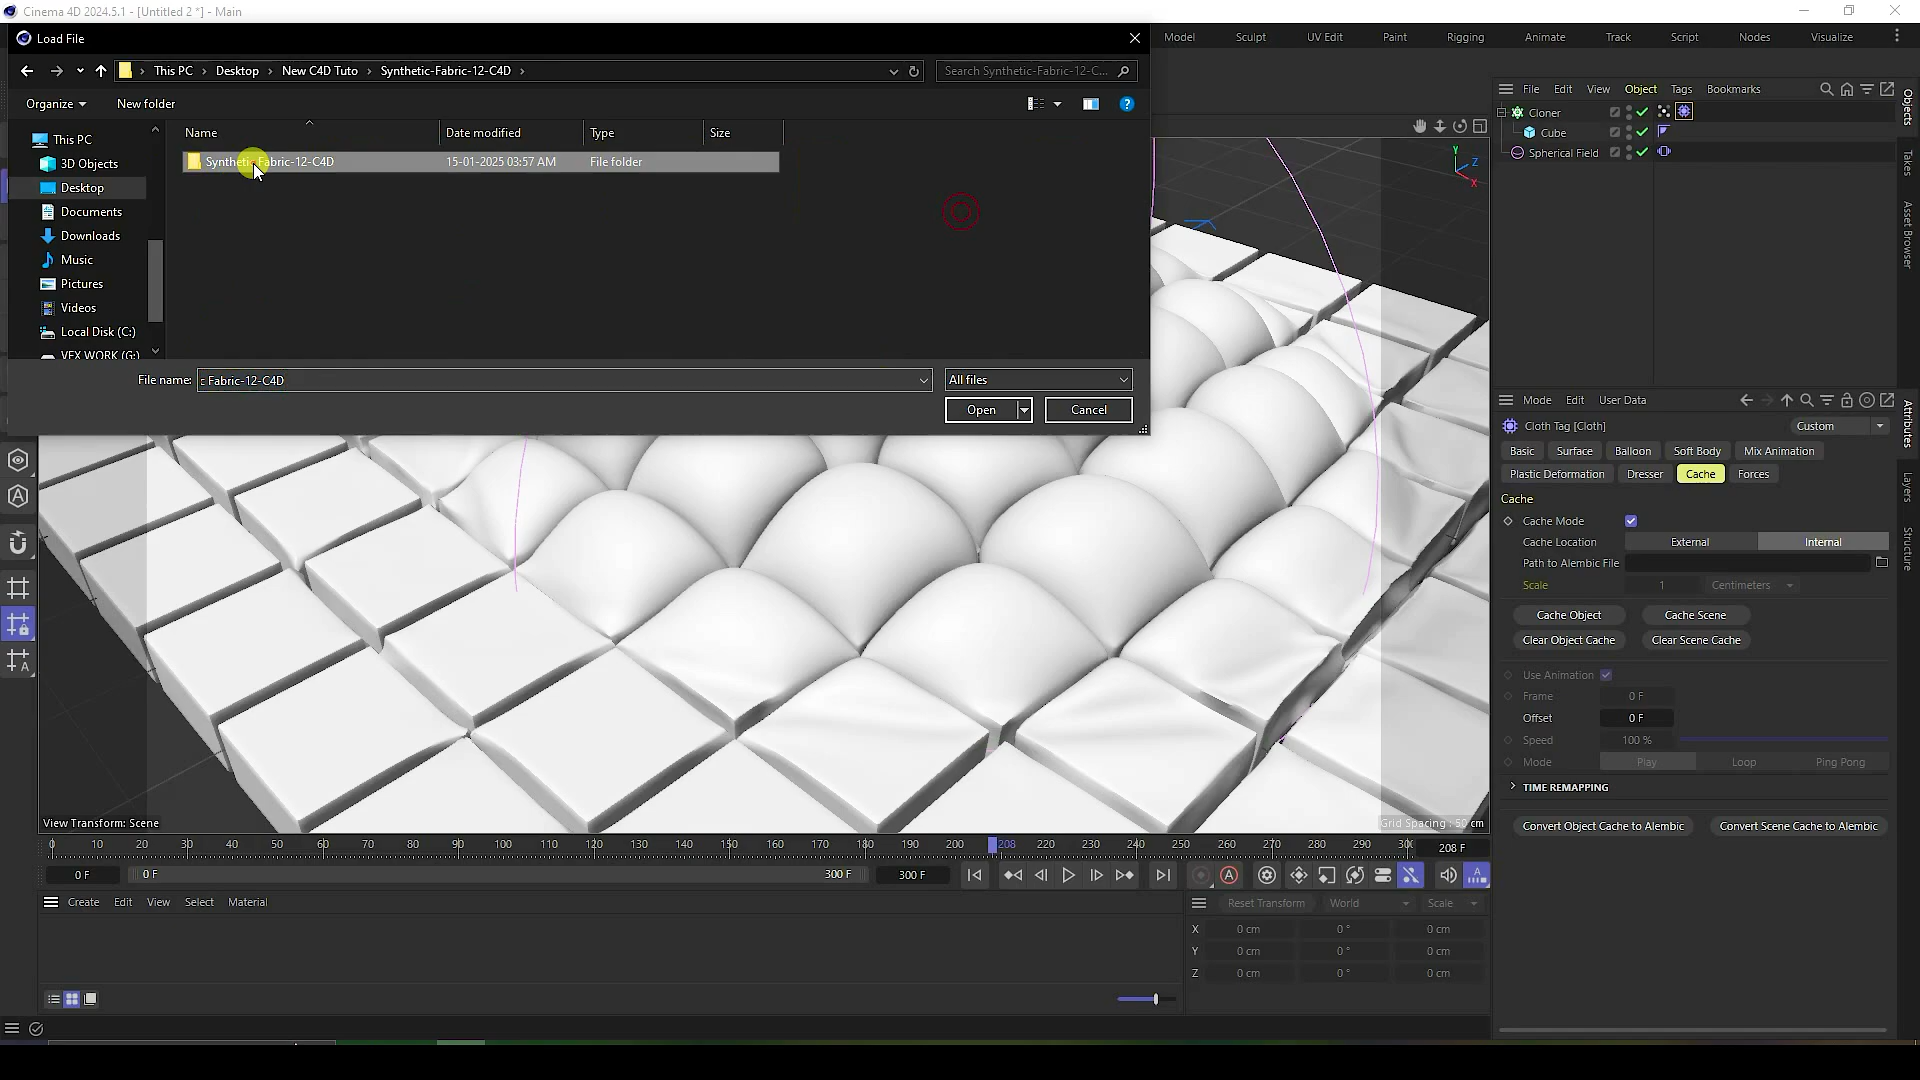 Cinema 4D 2024.5.1 - [Untitled 2 *] - Main
Load File
Model Sculpt UV Edit Paint Rigging Animate Track Script Nodes Visualize
This PC Desktop New C4D Tuto Synthetic-Fabric-12-C4D
Search Synthetic-Fabric-12-C...
Organize New folder
Name Date modified Type Size
Synthetic Fabric-12-C4D 15-01-2025 03:57 AM File folder
This PC
3D Objects
Desktop
Documents
Downloads
Music
Pictures
Videos
Local Disk (C:)
VFX WORK (G:)
File name: c Fabric-12-C4D All files
Open Cancel
File Edit View Object Tags Bookmarks
Cloner
Cube
Spherical Field
Objects
Takes
Asset Browser
Y
Z
X
Mode Edit User Data
Cloth Tag [Cloth] Custom
Basic Surface Balloon Soft Body Mix Animation
Plastic Deformation Dresser Cache Forces
Cache
Cache Mode
Cache Location External Internal
Path to Alembic File
Scale 1 Centimeters
Cache Object Cache Scene
Clear Object Cache Clear Scene Cache
Use Animation
Frame 0 F
Offset 0 F
Speed 100 %
Mode Play Loop Ping Pong
TIME REMAPPING
Convert Object Cache to Alembic Convert Scene Cache to Alembic
Attributes
Layers
Structure
View Transform: Scene
Grid Spacing : 50 cm
0 10 20 30 40 50 60 70 80 90 100 110 120 130 140 150 160 170 180 190 200 208 220 230 240 250 260 270 280 290 30
208 F
0 F 0 F 300 F 300 F
Create Edit View Select Material
Reset Transform World Scale
X 0 cm 0 ° 0 cm
Y 0 cm 0 ° 0 cm
Z 0 cm 0 ° 0 cm